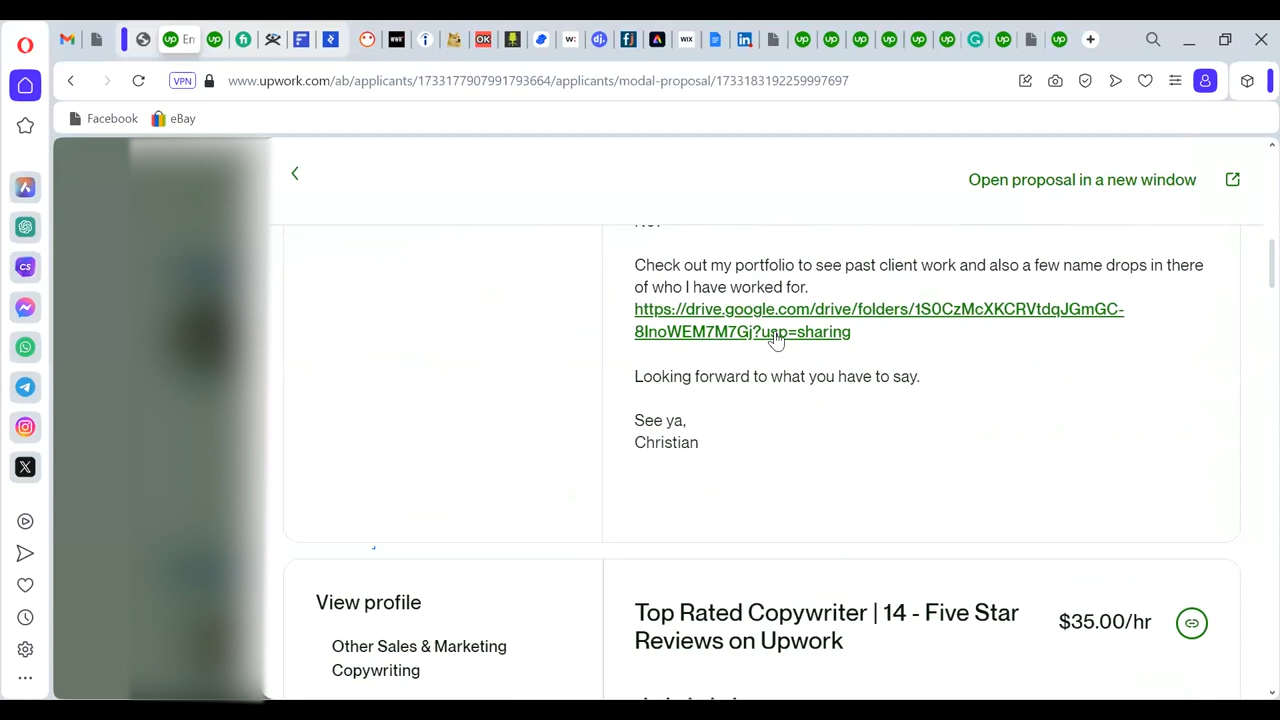 En
VPN
www.upwork.com/ab/applicants/1733177907991793664/applicants/modal-proposal/1733183192259997697
Facebook
eBay
Open proposal in a new window
Check out my portfolio to see past client work and also a few name drops in there
of who I have worked for.
https://drive.google.com/drive/folders/1S0CzMcXKCRVtdqJGmGC-
8InoWEM7M7Gj?usp=sharing
Looking forward to what you have to say.
See ya,
Christian
View profile
Other Sales & Marketing
Copywriting
Top Rated Copywriter | 14 - Five Star
Reviews on Upwork
$35.00/hr